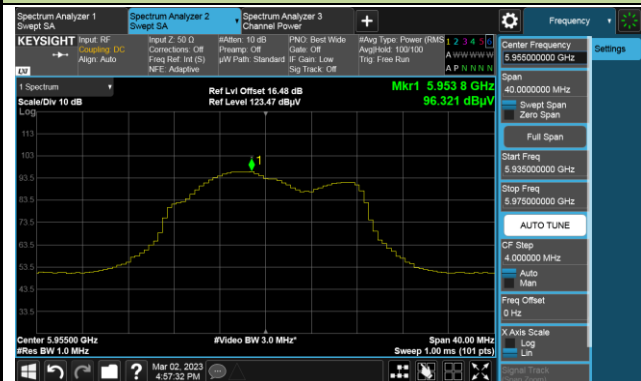 Spectrum Analyzer 1
Swept SA
Spectrum Analyzer 2
Swept SA
Spectrum Analyzer 3
Channel Power
Frequency
KEYSIGHT
Input: RF
Coupling: DC
Align: Auto
Input Z: 50 Ω
Corrections: Off
Freq Ref: Int (S)
NFE: Adaptive
#Atten: 10 dB
Preamp: Off
µW Path: Standard
PNO: Best Wide
Gate: Off
IF Gain: Low
Sig Track: Off
#Avg Type: Power (RMS
Avg|Hold: 100/100
Trig: Free Run
1 2 3 4 5 6
A W W W W W
A P N N N N
LXI
1 Spectrum
Scale/Div 10 dB
Log
Ref Lvl Offset 16.48 dB
Ref Level 123.47 dBµV
Mkr1 5.953 8 GHz
96.321 dBµV
113
103
93.5
83.5
73.5
63.5
53.5
43.5
33.5
1
Center 5.95500 GHz
#Res BW 1.0 MHz
#Video BW 3.0 MHz*
Span 40.00 MHz
Sweep 1.00 ms (101 pts)
Mar 02, 2023
4:57:32 PM
Center Frequency
5.955000000 GHz
Settings
Span
40.0000000 MHz
Swept Span
Zero Span
Full Span
Start Freq
5.935000000 GHz
Stop Freq
5.975000000 GHz
AUTO TUNE
CF Step
4.000000 MHz
Auto
Man
Freq Offset
0 Hz
X Axis Scale
Log
Lin
Signal Track